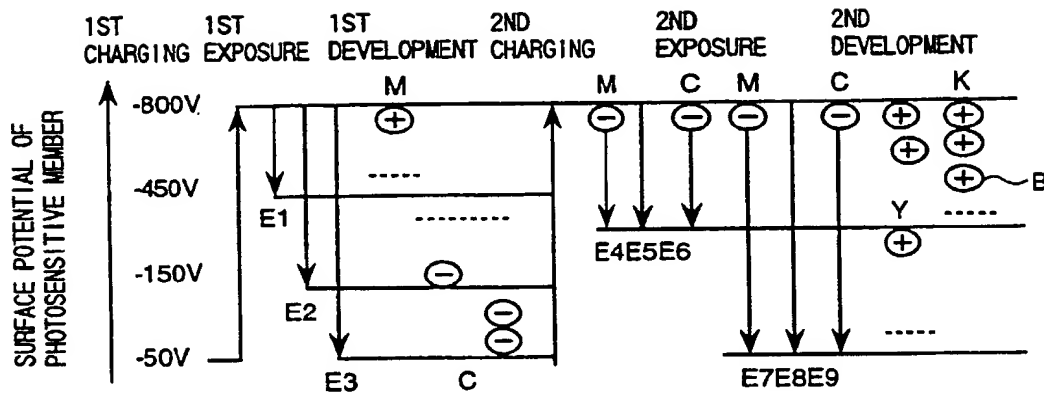 1ST CHARGING
1ST EXPOSURE
1ST DEVELOPMENT
2ND CHARGING
2ND EXPOSURE
2ND DEVELOPMENT
SURFACE POTENTIAL OF
PHOTOSENSITIVE MEMBER
-800V
-450V
-150V
-50V
M
M C M C K
+
- - - - + +
+
+
+ B
E1
Y
+
E4E5E6
-
E2
-
-
E3 C
E7E8E9